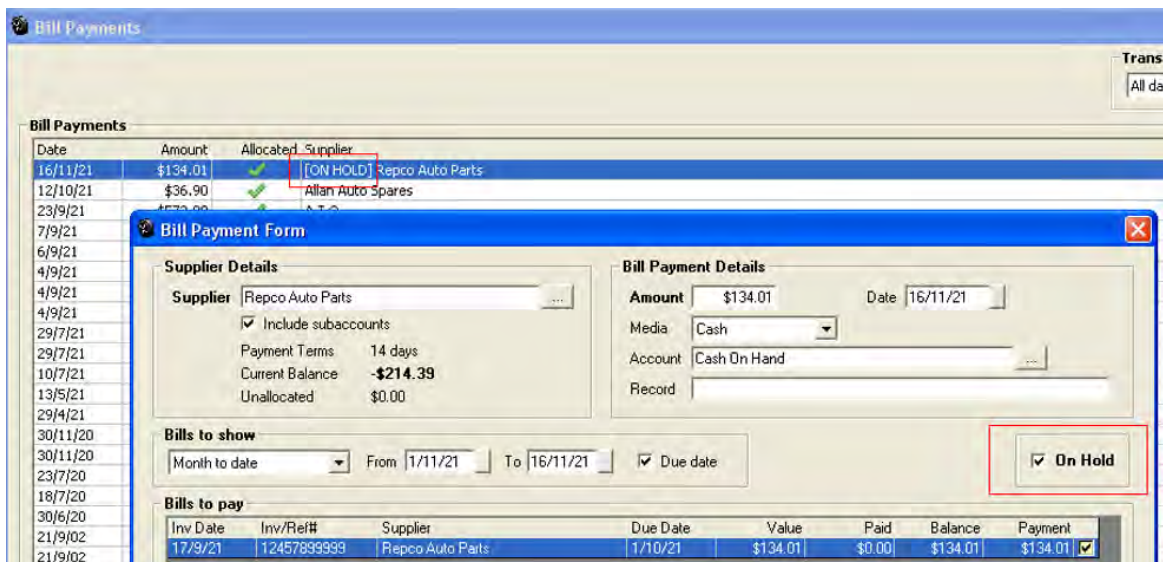 Bill Payments
Trans
All da
Bill Payments
Date Amount Allocated Supplier
16/11/21 $134.01 [ON HOLD] Repco Auto Parts
12/10/21 $36.90 Allan Auto Spares
23/9/21
7/9/21
6/9/21
4/9/21
4/9/21
4/9/21
29/7/21
29/7/21
10/7/21
13/5/21
29/4/21
30/11/20
30/11/20
23/7/20
18/7/20
30/6/20
21/9/02
21/9/02
Bill Payment Form
Supplier Details
Supplier Repco Auto Parts ...
Include subaccounts
Payment Terms 14 days
Current Balance -$214.39
Unallocated $0.00
Bill Payment Details
Amount $134.01 Date 16/11/21
Media Cash
Account Cash On Hand ...
Record
Bills to show
Month to date From 1/11/21 To 16/11/21 Due date
On Hold
Bills to pay
Inv Date Inv/Ref# Supplier Due Date Value Paid Balance Payment
17/9/21 12457899999 Repco Auto Parts 1/10/21 $134.01 $0.00 $134.01 $134.01